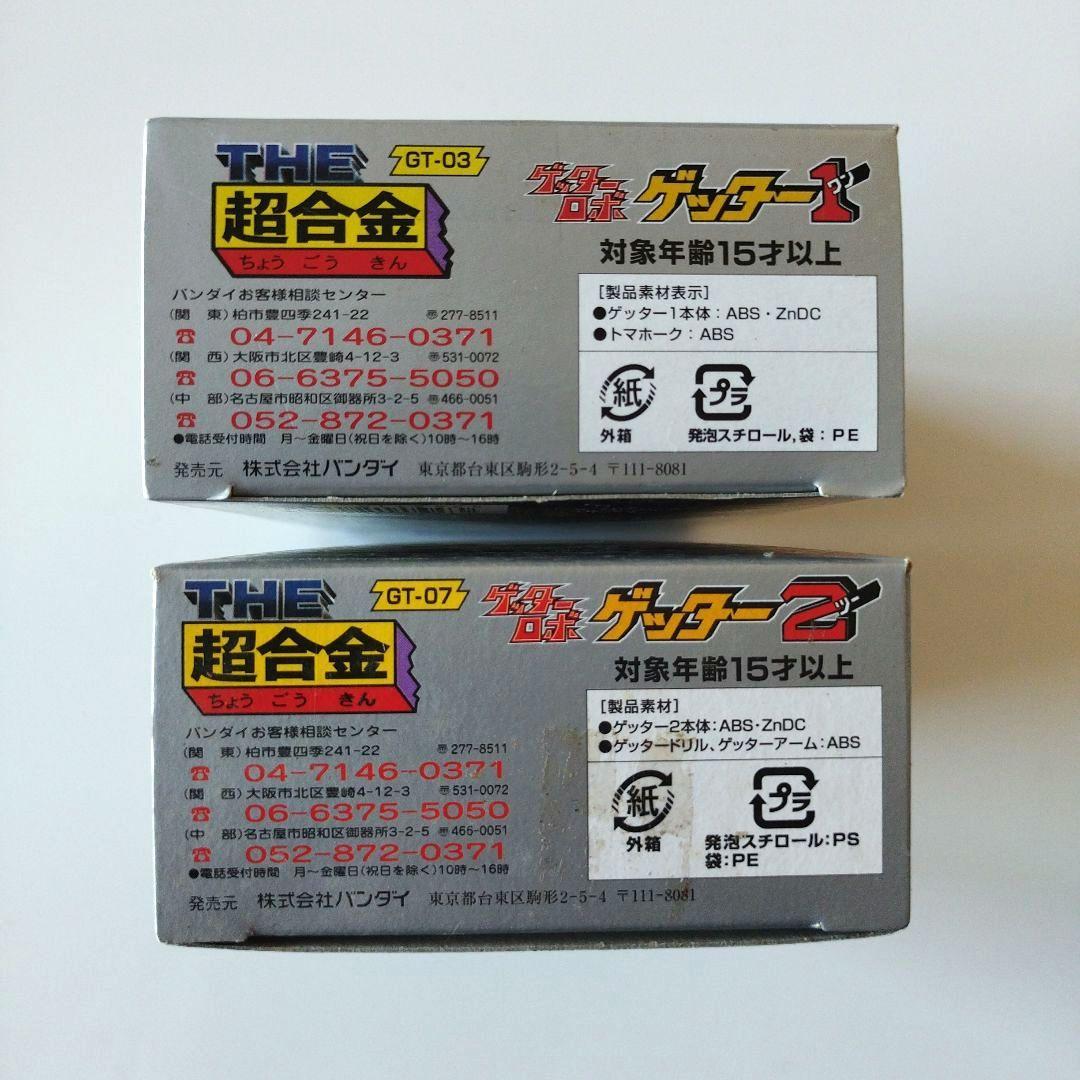 THE
GT-03
超合金
ちょう ごう きん
ゲッターロボ ゲッター1
ワン
対象年齢15才以上
バンダイお客様相談センター
(関 東)柏市豊四季241-22 〠277-8511
☎ 04-7146-0371
(関 西)大阪市北区豊崎4-12-3 〠531-0072
☎ 06-6375-5050
(中 部)名古屋市昭和区御器所3-2-5 〠466-0051
☎ 052-872-0371
●電話受付時間 月～金曜日(祝日を除く)10時～16時
発売元 株式会社バンダイ 東京都台東区駒形2-5-4 〒111-8081
[製品素材表示]
●ゲッター1本体:ABS・ZnDC
●トマホーク:ABS
紙
外箱
プラ
発泡スチロール,袋:PE
THE
GT-07
超合金
ちょう ごう きん
ゲッターロボ ゲッター2
ツー
対象年齢15才以上
バンダイお客様相談センター
(関 東)柏市豊四季241-22 〠277-8511
☎ 04-7146-0371
(関 西)大阪市北区豊崎4-12-3 〠531-0072
☎ 06-6375-5050
(中 部)名古屋市昭和区御器所3-2-5 〠466-0051
☎ 052-872-0371
●電話受付時間 月～金曜日(祝日を除く)10時～16時
発売元 株式会社バンダイ 東京都台東区駒形2-5-4 〒111-8081
[製品素材]
●ゲッター2本体:ABS・ZnDC
●ゲッタードリル、ゲッターアーム:ABS
紙
外箱
プラ
発泡スチロール:PS
袋:PE